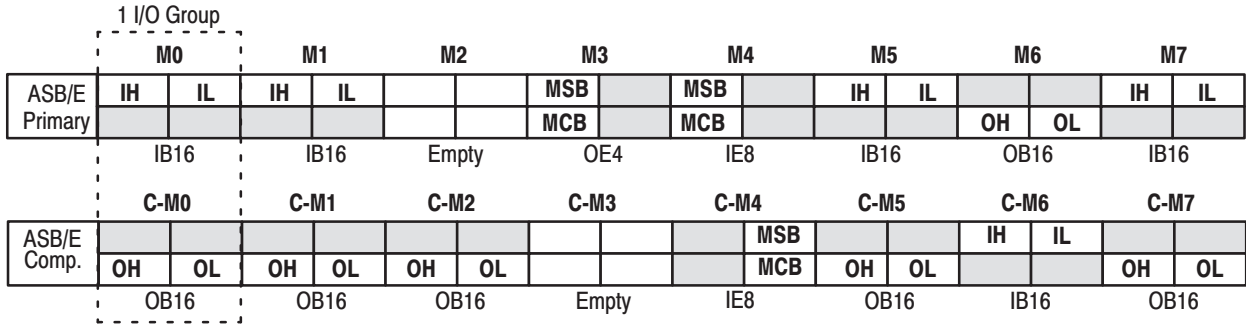 1 I/O Group
M0 M1 M2 M3 M4 M5 M6 M7
ASB/E IH IL IH IL MSB MSB IH IL IH IL
Primary MCB MCB OH OL
IB16 IB16 Empty OE4 IE8 IB16 OB16 IB16
C-M0 C-M1 C-M2 C-M3 C-M4 C-M5 C-M6 C-M7
ASB/E MSB IH IL
Comp. OH OL OH OL OH OL MCB OH OL OH OL
OB16 OB16 OB16 Empty IE8 OB16 IB16 OB16